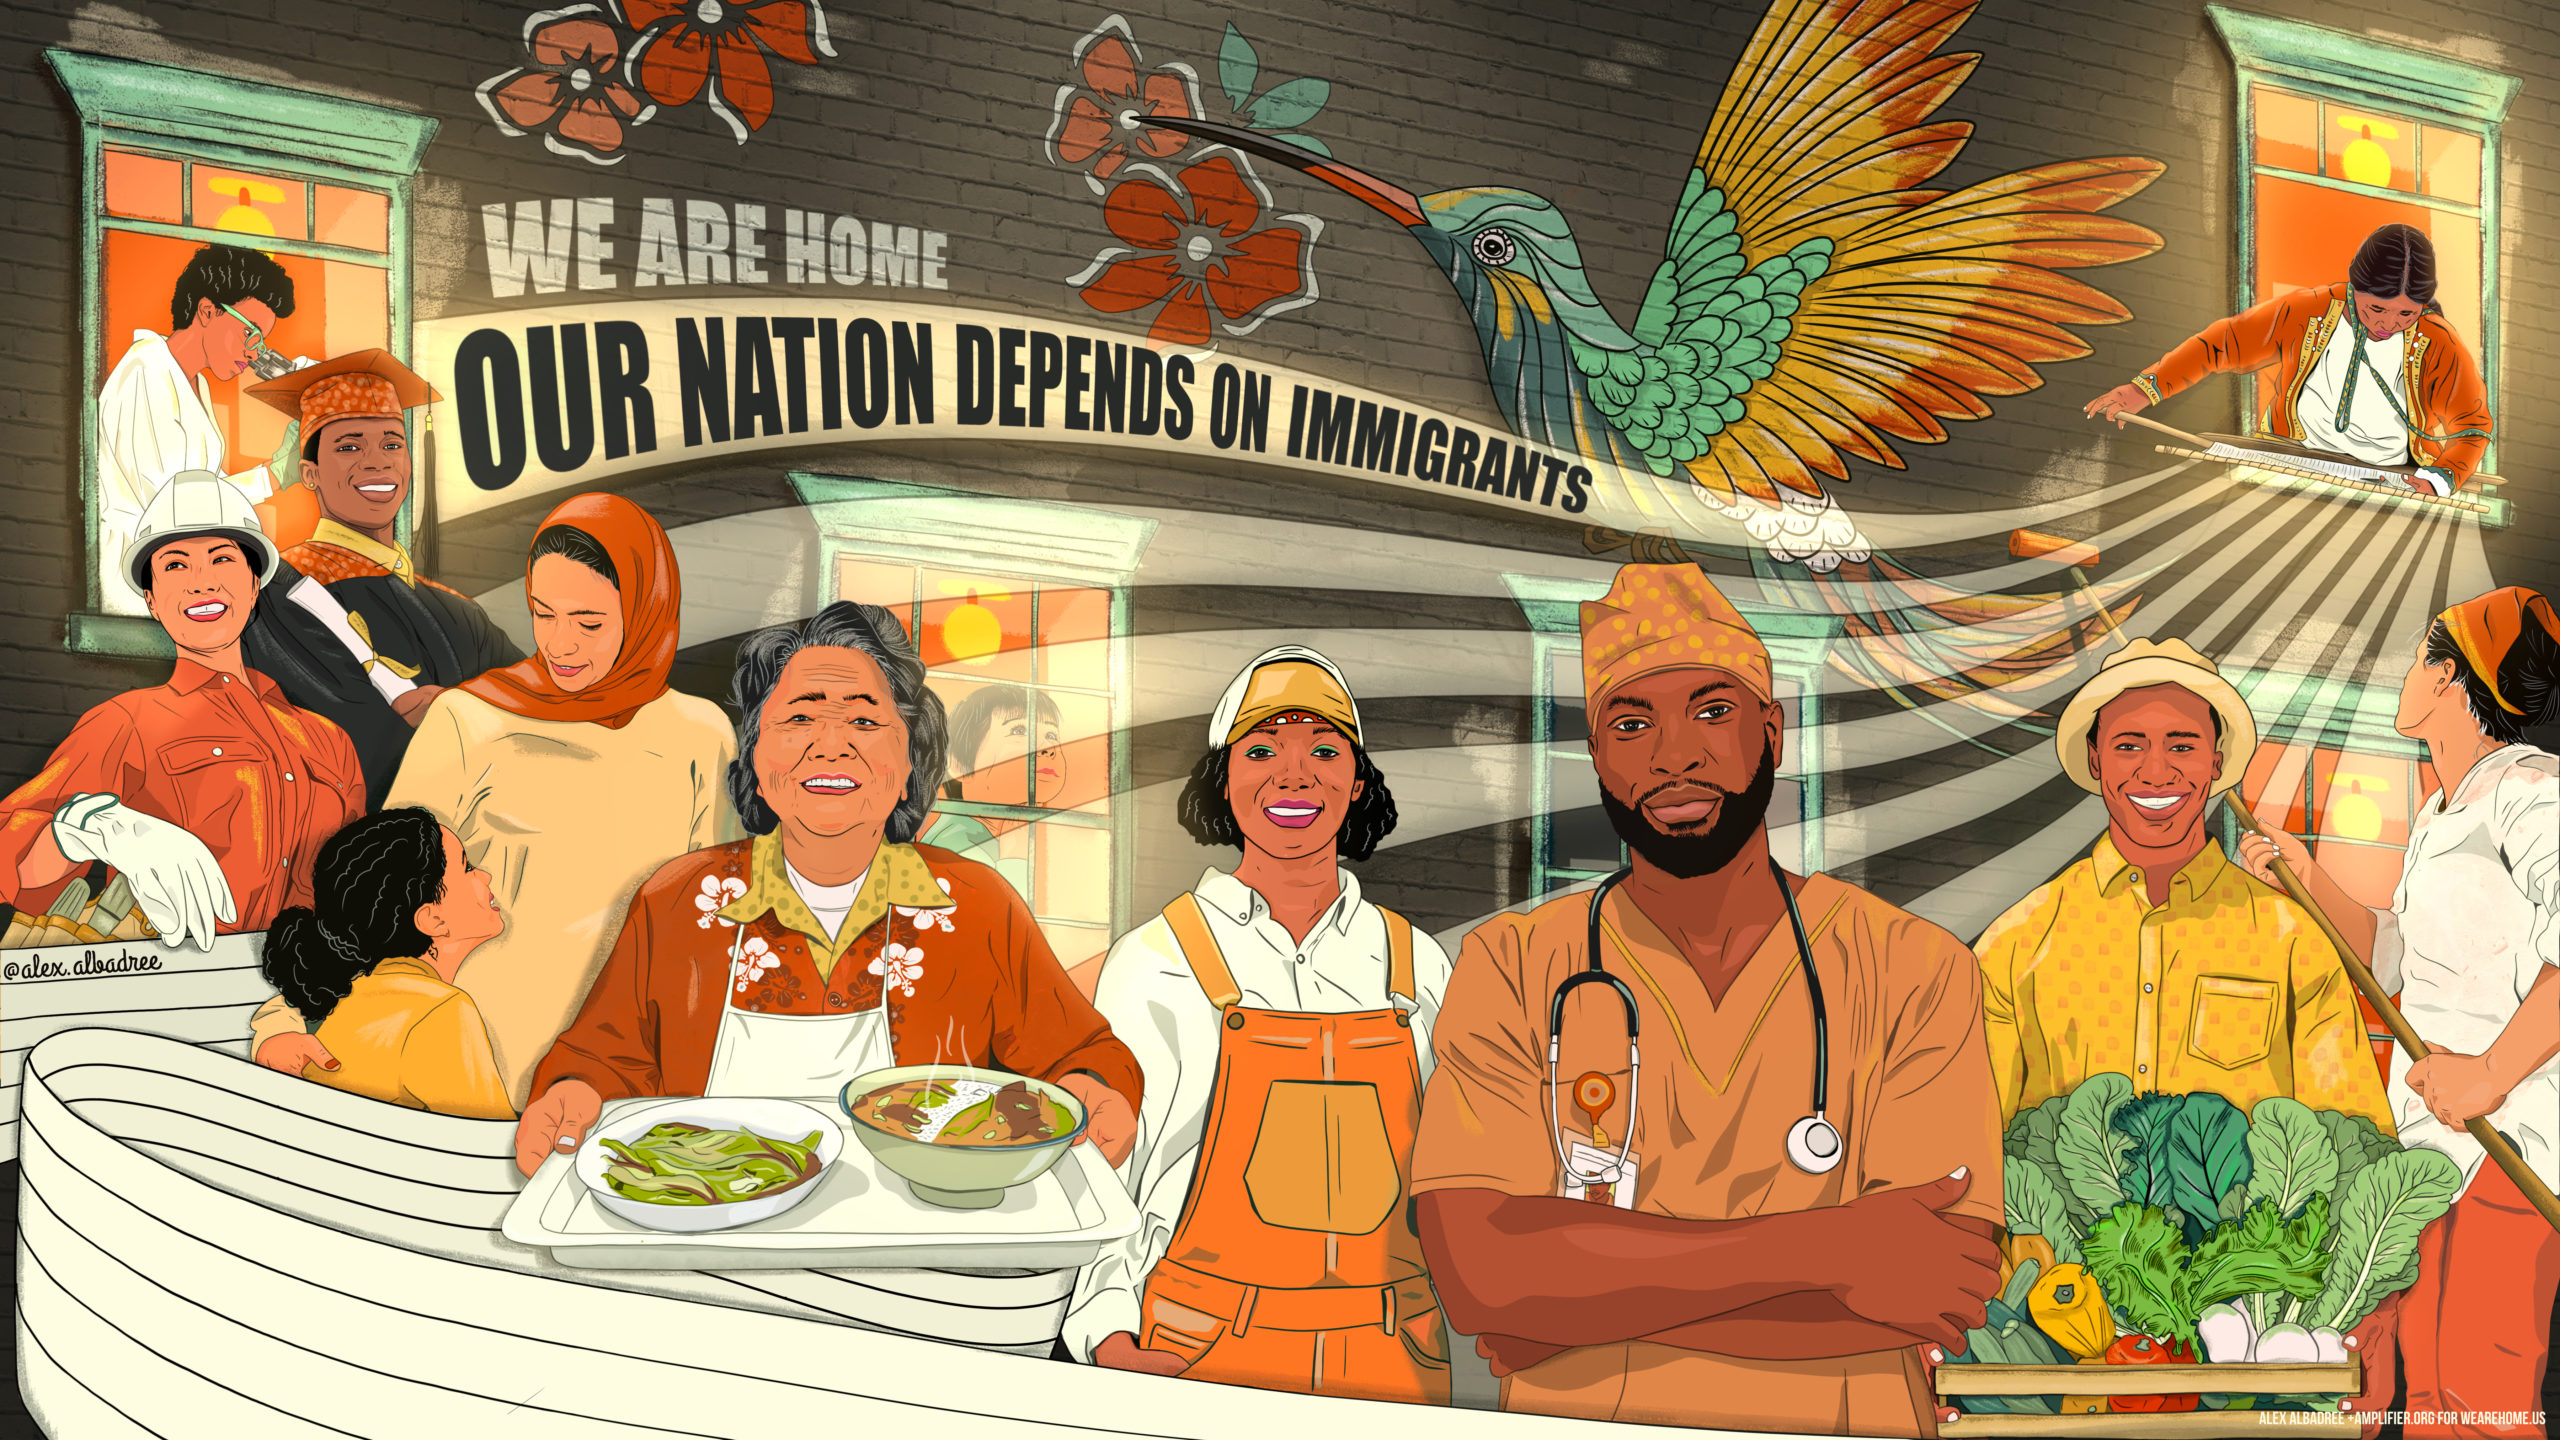 WE ARE HOME
OUR NATION DEPENDS ON IMMIGRANTS
@alex.albadree
ALEX ALBADREE +AMPLIFIER.ORG FOR WEAREHOME.US